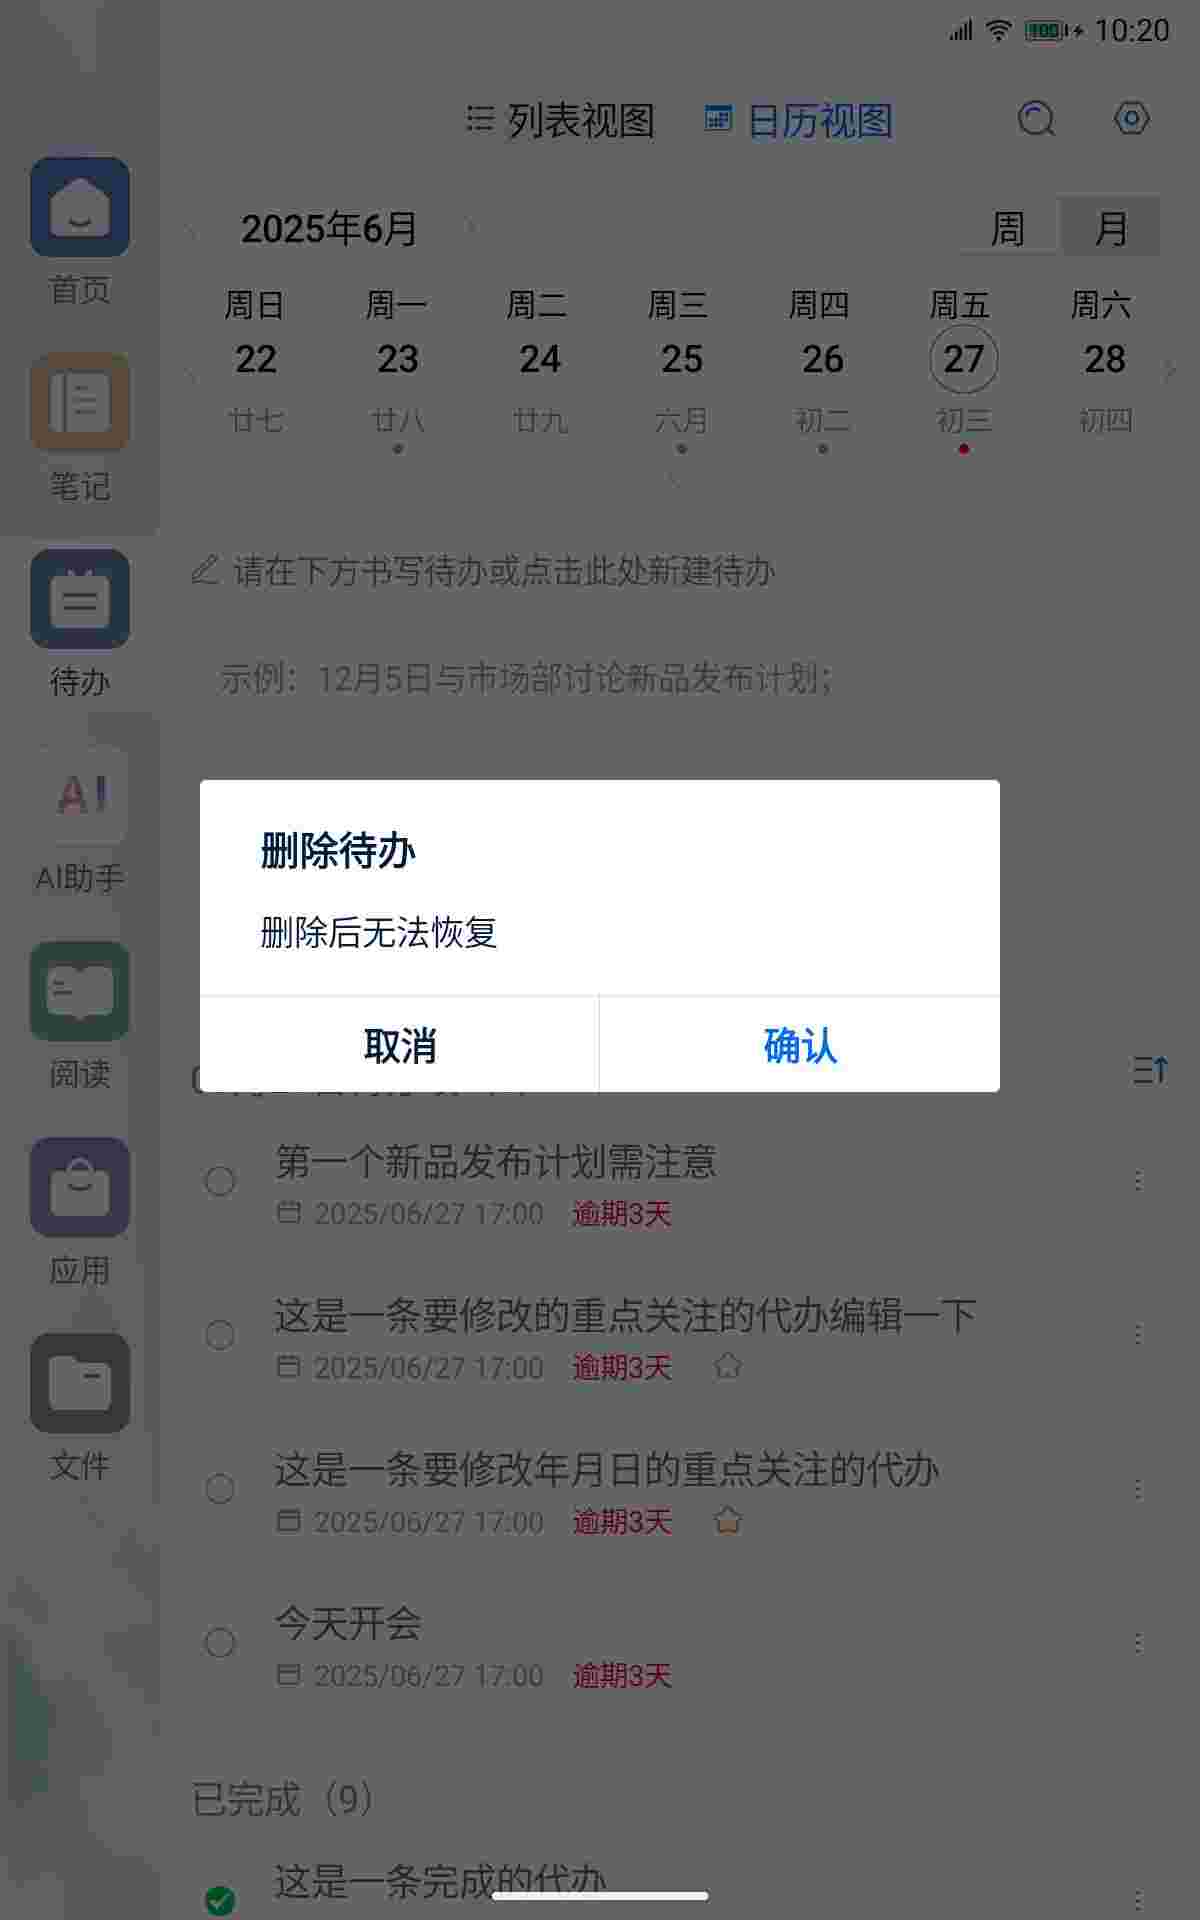 100 10:20
列表视图 日历视图
2025年6月 周 月
周日 周一 周二 周三 周四 周五 周六
22 23 24 25 26 27 28
廿七 廿八 廿九 六月 初二 初三 初四
首页
笔记
待办
AI
AI助手
阅读
应用
文件
请在下方书写待办或点击此处新建待办
示例：12月5日与市场部讨论新品发布计划；
删除待办
删除后无法恢复
取消 确认
第一个新品发布计划需注意
2025/06/27 17:00 逾期3天
这是一条要修改的重点关注的代办编辑一下
2025/06/27 17:00 逾期3天
这是一条要修改年月日的重点关注的代办
2025/06/27 17:00 逾期3天
今天开会
2025/06/27 17:00 逾期3天
已完成（9）
这是一条完成的代办